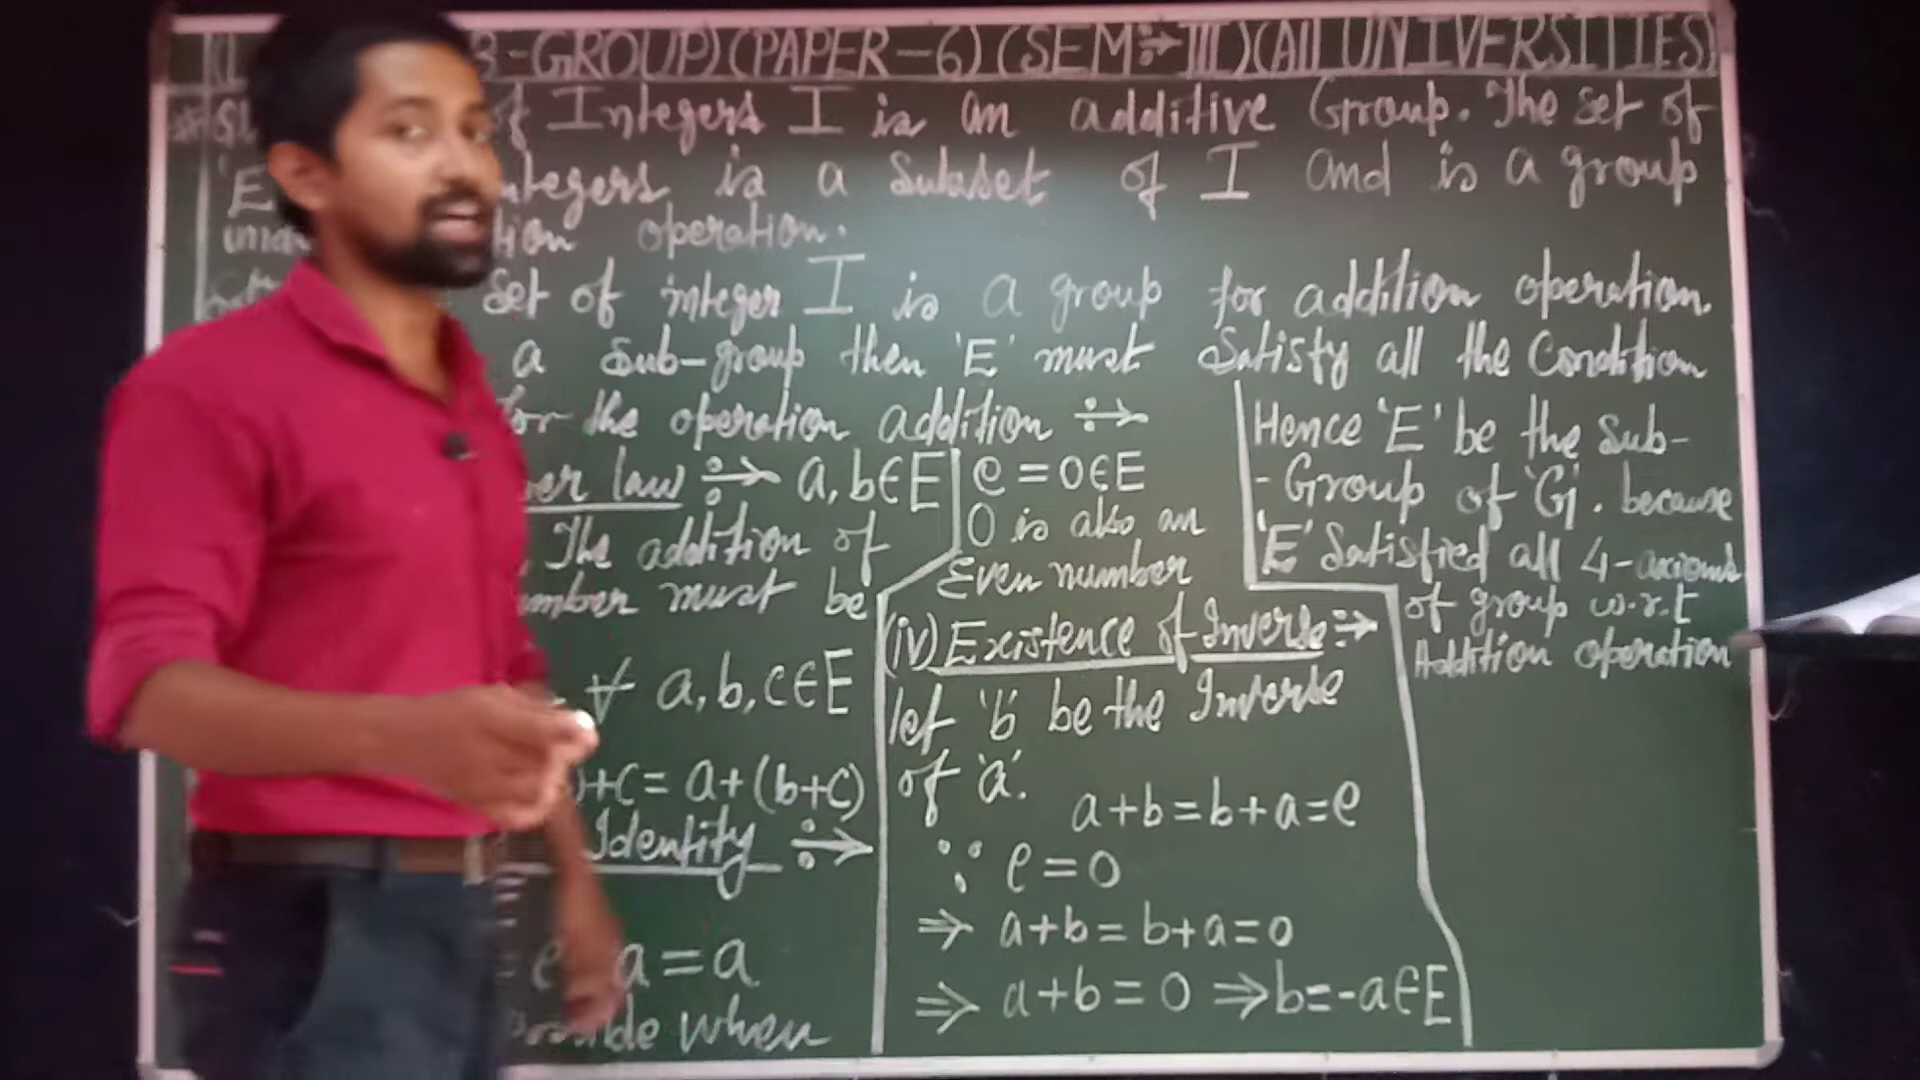 3-GROUP) (PAPER-6) (SEM÷→III) (All UNIVERSITIES)
of Integers I is an additive Group. The set of
'E integers is a subset of I and is a group
operation.
Set of integer I is a group for addition operation.
a Sub-group then 'E' must Satisfy all the Condition
for the operation addition ÷→
law ÷→ a, b∈E
The addition of
must be
∀ a, b, c∈E
)+c = a+(b+c)
Identity ÷→
a = a
when
e = 0∈E
0 is also an
Even number
(iv) Existence of Inverse ÷→
let 'b' be the Inverse
of 'a'.
a+b = b+a = e
∵ e = 0
⇒ a+b = b+a = 0
⇒ a+b = 0 ⇒ b = -a∈E
Hence 'E' be the Sub-
-Group of 'G'. because
'E' Satisfied all 4-axioms
of group w.r.t
Addition operation